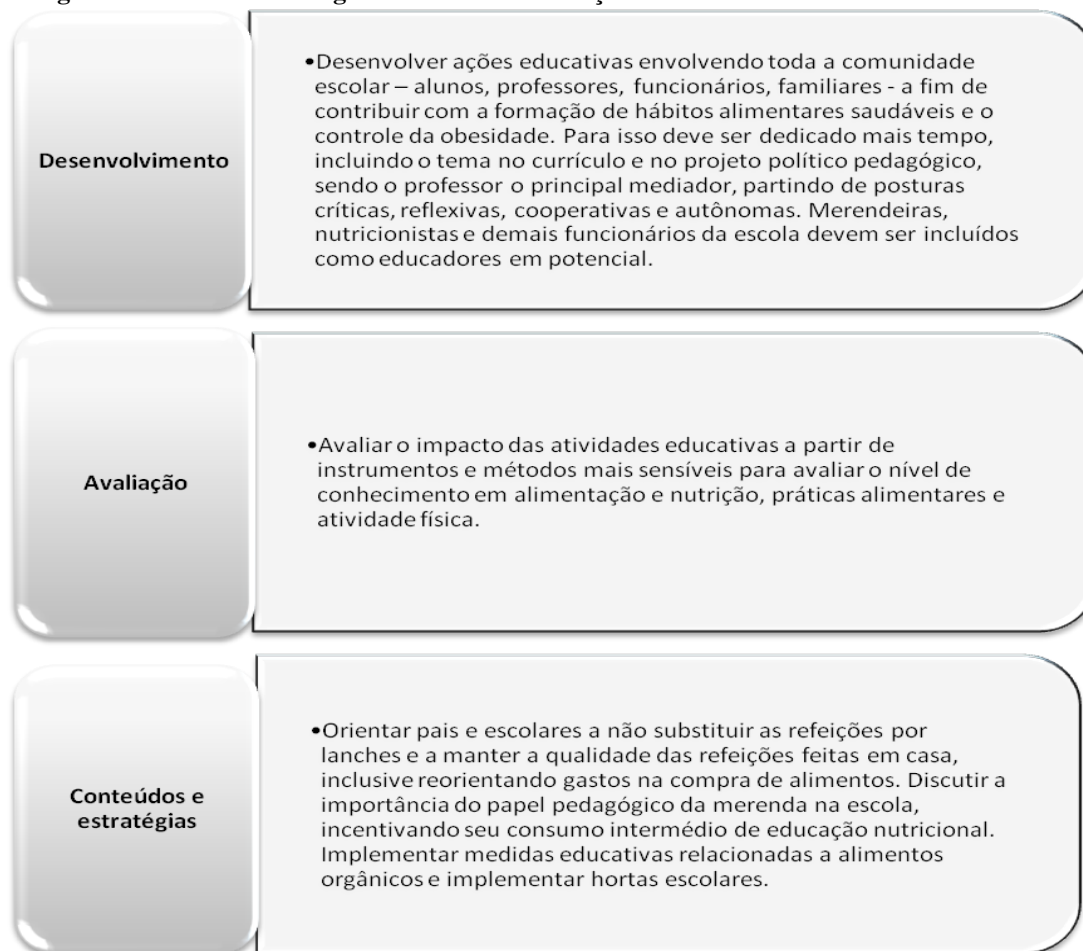 Desenvolvimento
•Desenvolver ações educativas envolvendo toda a comunidade
escolar – alunos, professores, funcionários, familiares - a fim de
contribuir com a formação de hábitos alimentares saudáveis e o
controle da obesidade. Para isso deve ser dedicado mais tempo,
incluindo o tema no currículo e no projeto político pedagógico,
sendo o professor o principal mediador, partindo de posturas
críticas, reflexivas, cooperativas e autônomas. Merendeiras,
nutricionistas e demais funcionários da escola devem ser incluídos
como educadores em potencial.
Avaliação
•Avaliar o impacto das atividades educativas a partir de
instrumentos e métodos mais sensíveis para avaliar o nível de
conhecimento em alimentação e nutrição, práticas alimentares e
atividade física.
Conteúdos e
estratégias
•Orientar pais e escolares a não substituir as refeições por
lanches e a manter a qualidade das refeições feitas em casa,
inclusive reorientando gastos na compra de alimentos. Discutir a
importância do papel pedagógico da merenda na escola,
incentivando seu consumo intermédio de educação nutricional.
Implementar medidas educativas relacionadas a alimentos
orgânicos e implementar hortas escolares.